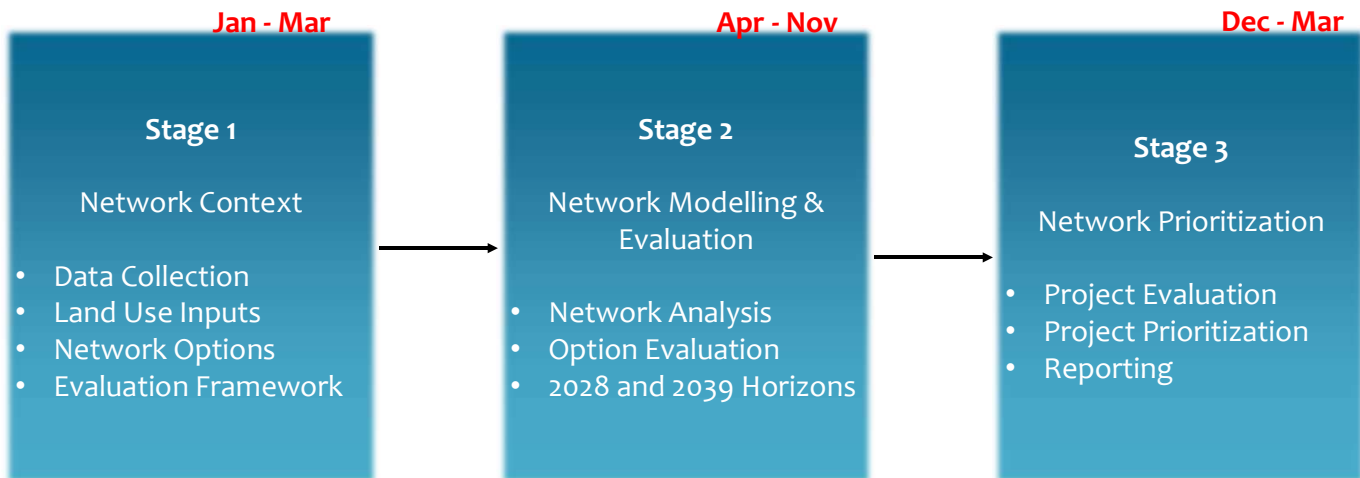 Jan - Mar
Stage 1
Network Context
• Data Collection
• Land Use Inputs
• Network Options
• Evaluation Framework
Apr - Nov
Stage 2
Network Modelling &
Evaluation
• Network Analysis
• Option Evaluation
• 2028 and 2039 Horizons
Dec - Mar
Stage 3
Network Prioritization
• Project Evaluation
• Project Prioritization
• Reporting